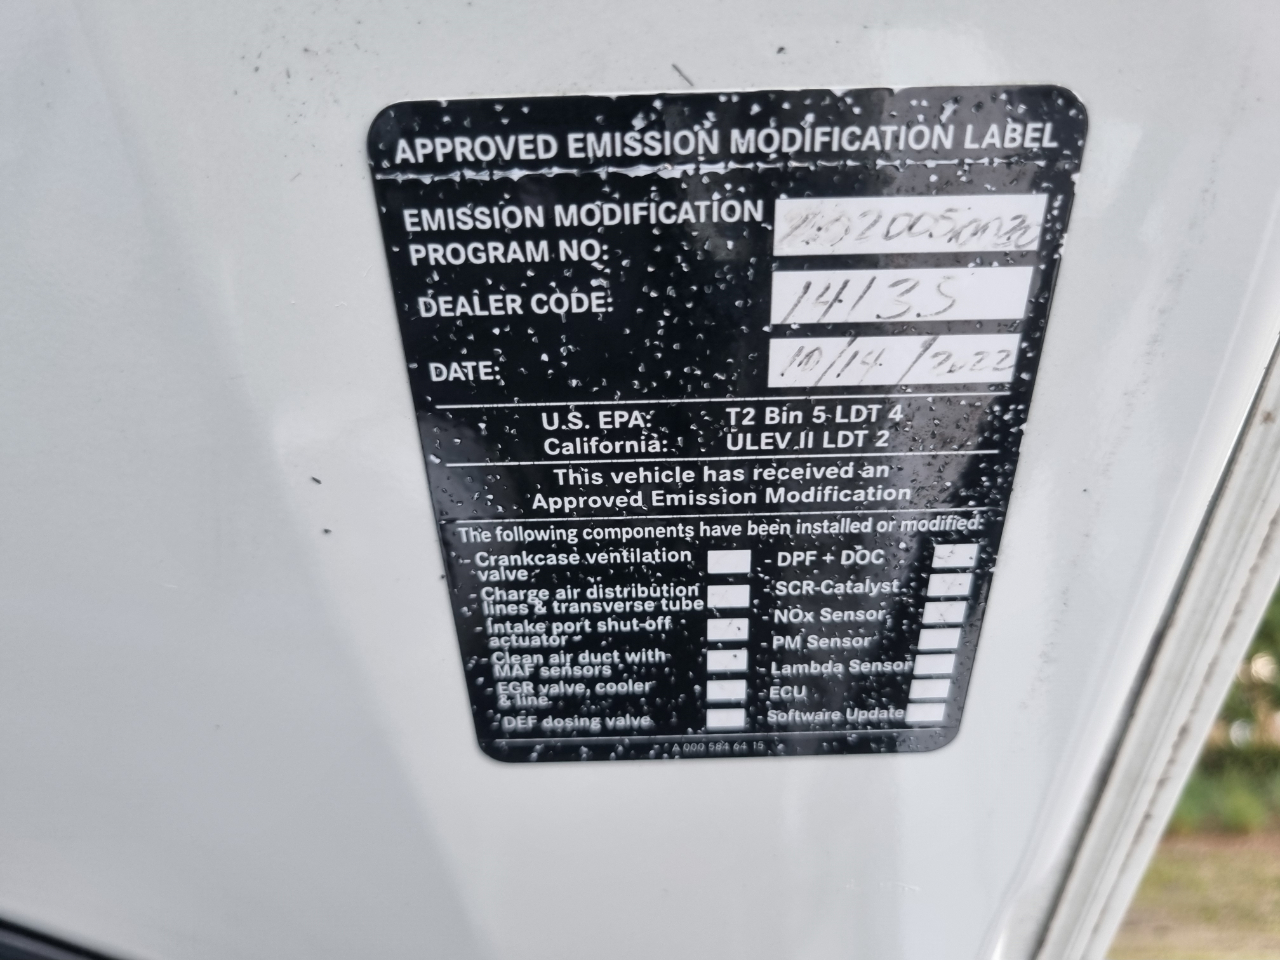 APPROVED EMISSION MODIFICATION LABEL
EMISSION MODIFICATION
PROGRAM NO:
DEALER CODE: 14135
DATE: 10/14/2022
U.S. EPA: T2 Bin 5 LDT 4
California: ULEV II LDT 2
This vehicle has received an
Approved Emission Modification
The following components have been installed or modified:
- Crankcase ventilation valve
- Charge air distribution lines & transverse tube
- Intake port shut-off actuator
- Clean air duct with MAF sensors
- EGR valve, cooler & line
- DEF dosing valve
- DPF + DOC
- SCR-Catalyst
- NOx Sensor
- PM Sensor
- Lambda Sensor
- ECU
- Software Update
A 000 584 64 15